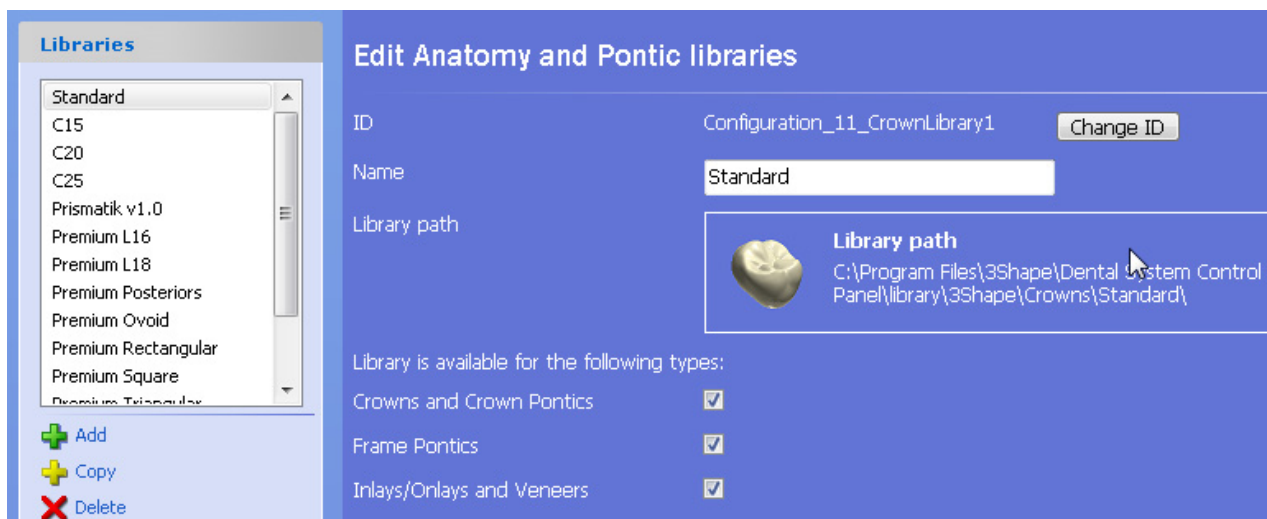 Libraries
Standard
C15
C20
C25
Prismatik v1.0
Premium L16
Premium L18
Premium Posteriors
Premium Ovoid
Premium Rectangular
Premium Square
Premium Triangular
Add
Copy
Delete
Edit Anatomy and Pontic libraries
ID
Configuration_11_CrownLibrary1
Change ID
Name
Standard
Library path
Library path
C:\Program Files\3Shape\Dental System Control
Panel\library\3Shape\Crowns\Standard\
Library is available for the following types:
Crowns and Crown Pontics
Frame Pontics
Inlays/Onlays and Veneers